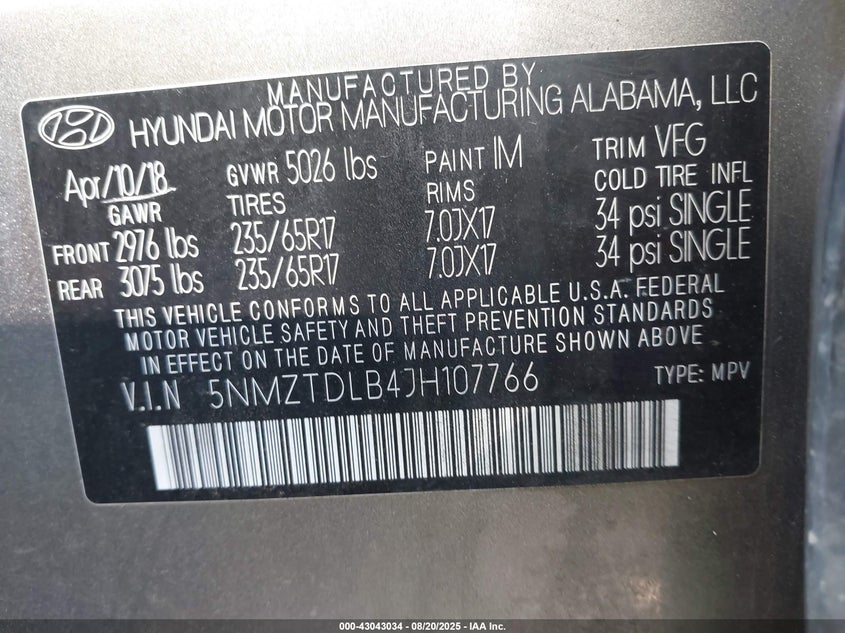 MANUFACTURED BY
HYUNDAI MOTOR MANUFACTURING ALABAMA, LLC
Apr/10/18 GVWR 5026 lbs PAINT IM TRIM VFG
GAWR TIRES RIMS COLD TIRE INFL
FRONT 2976 lbs 235/65R17 7.0JX17 34 psi SINGLE
REAR 3075 lbs 235/65R17 7.0JX17 34 psi SINGLE
THIS VEHICLE CONFORMS TO ALL APPLICABLE U.S.A. FEDERAL
MOTOR VEHICLE SAFETY AND THEFT PREVENTION STANDARDS
IN EFFECT ON THE DATE OF MANUFACTURE SHOWN ABOVE
V.I.N 5NMZTDLB4JH107766 TYPE: MPV
000-43043034 - 08/20/2025 - IAA Inc.